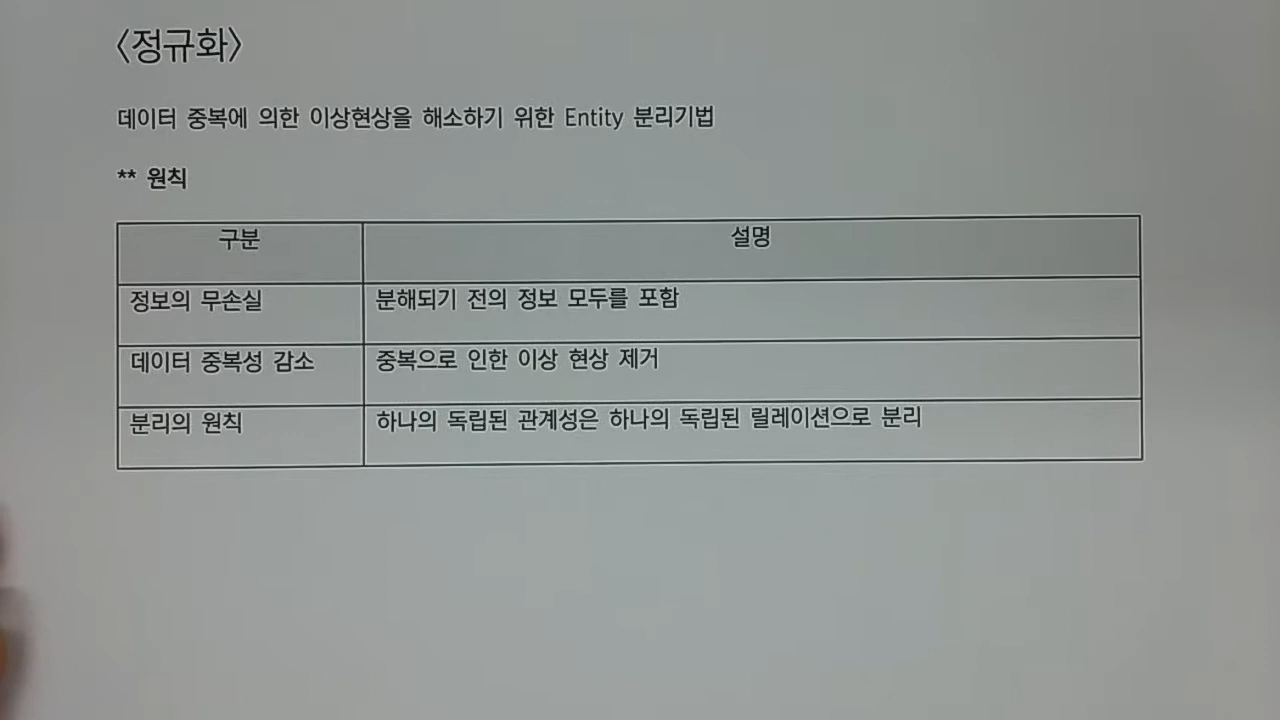 <정규화>
데이터 중복에 의한 이상현상을 해소하기 위한 Entity 분리기법
** 원칙
구분 설명
정보의 무손실 분해되기 전의 정보 모두를 포함
데이터 중복성 감소 중복으로 인한 이상 현상 제거
분리의 원칙 하나의 독립된 관계성은 하나의 독립된 릴레이션으로 분리